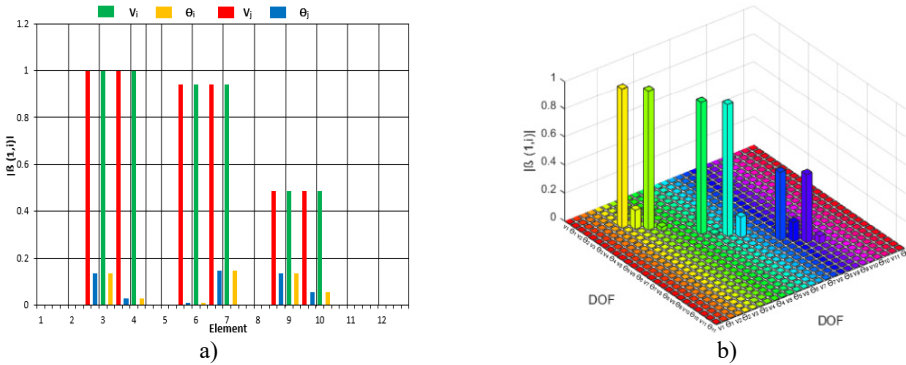 Vᵢ θᵢ Vⱼ θⱼ
1.2
1
0.8
0.6
0.4
0.2
0
|ß (1,i)|
1 2 3 4 5 6 7 8 9 10 11 12
Element
a)
1
0.8
0.6
0.4
0.2
0
|ß (1,i)|
DOF
DOF
b)